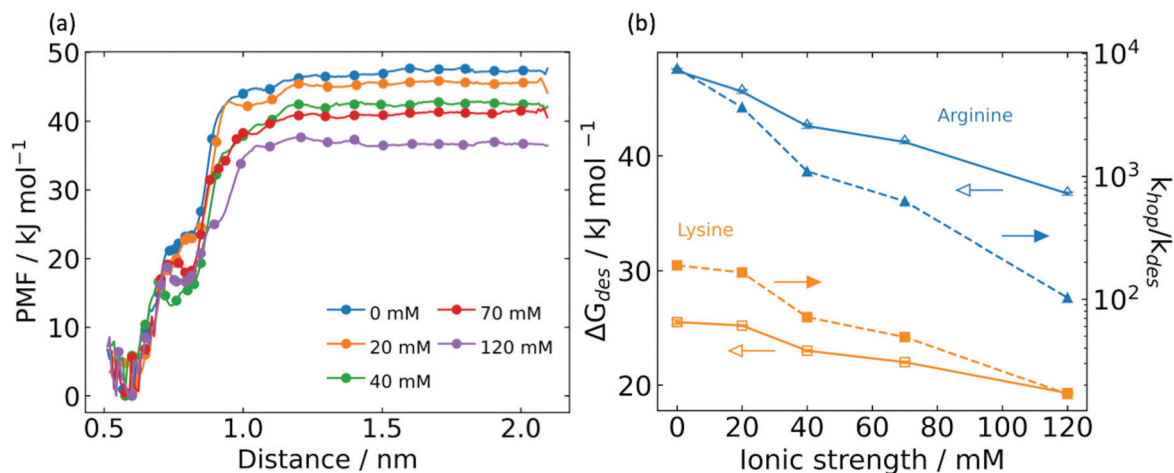 (a)
50
40
30
20
10
0
PMF / kJ mol⁻¹
0 mM
20 mM
40 mM
70 mM
120 mM
0.5
1.0
1.5
2.0
Distance / nm
(b)
40
30
20
ΔG_des / kJ mol⁻¹
Arginine
Lysine
10⁴
10³
10²
k_hop/k_des
0
20
40
60
80
100
120
Ionic strength / mM